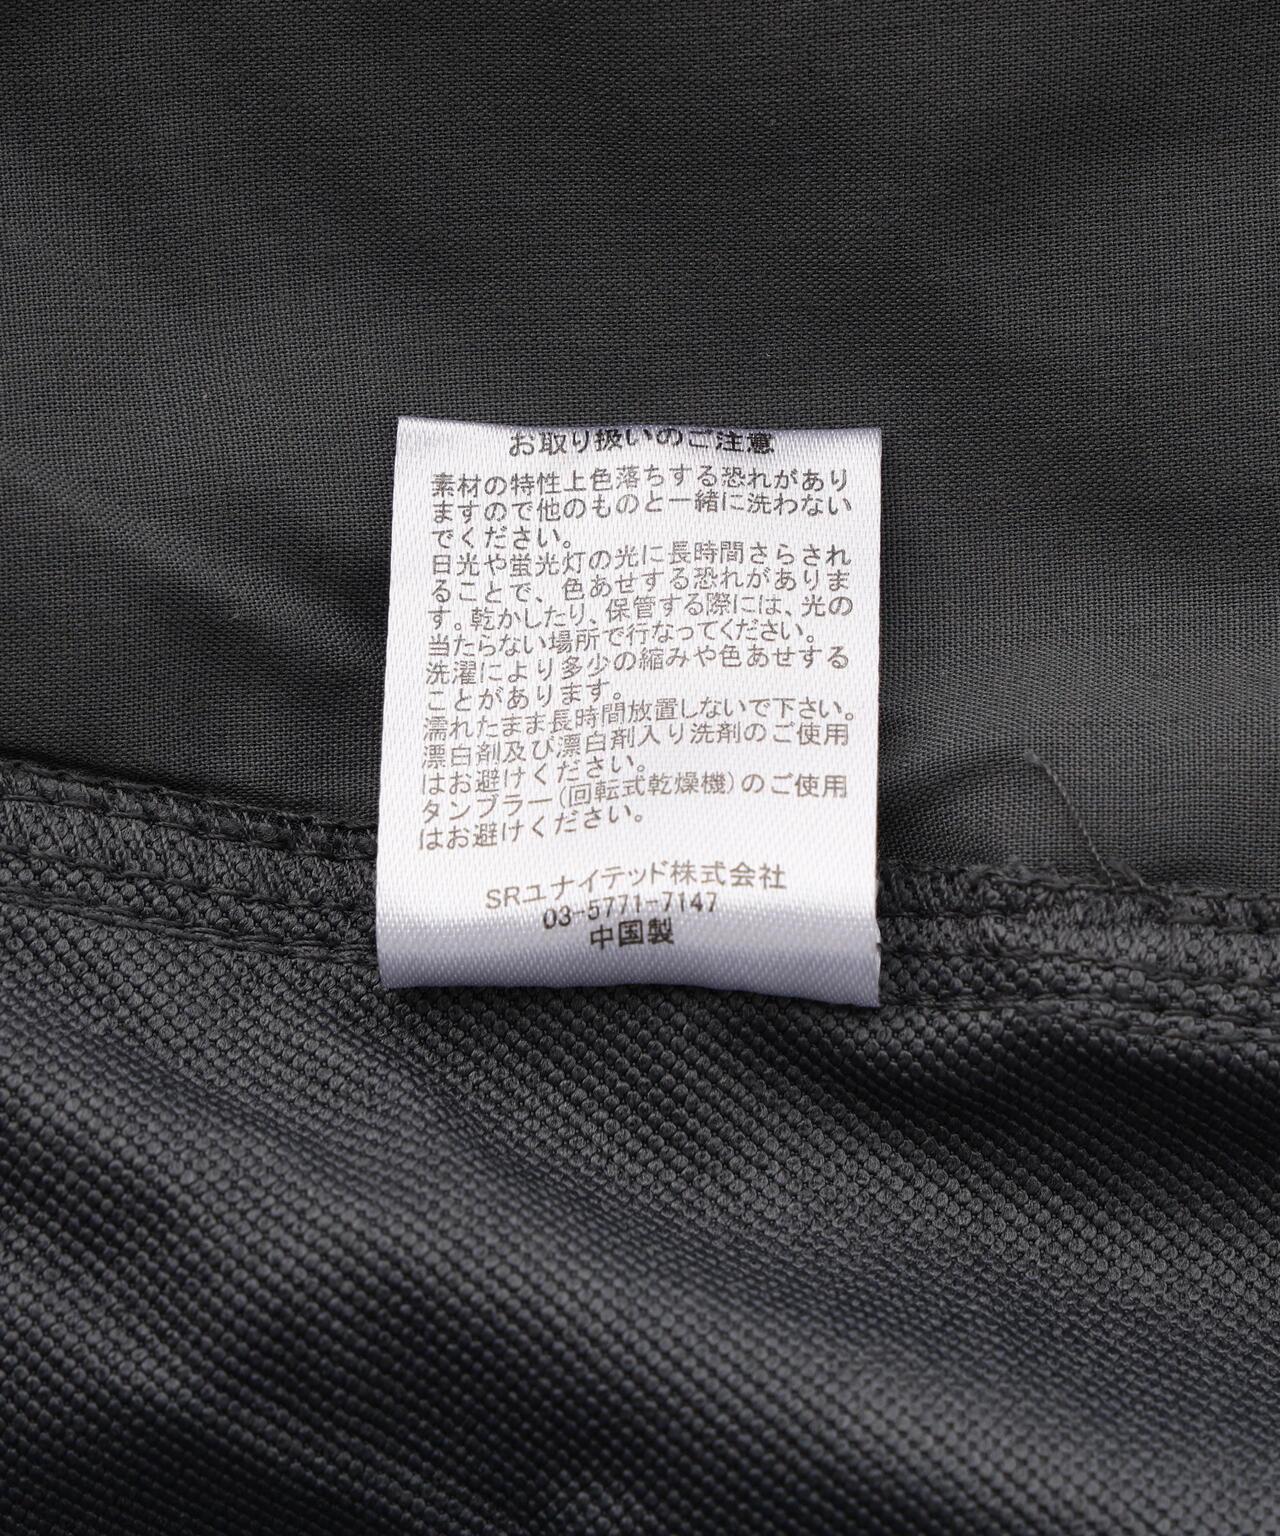 お取り扱いのご注意
素材の特性上色落ちする恐れがあり
ますので他のものと一緒に洗わない
でください。
日光や蛍光灯の光に長時間さらされ
ることで、色あせする恐れがありま
す。乾かしたり、保管する際には、光の
当たらない場所で行なってください。
洗濯により多少の縮みや色あせする
ことがあります。
濡れたまま長時間放置しないで下さい。
漂白剤及び漂白剤入り洗剤のご使用
はお避けください。
タンブラー(回転式乾燥機)のご使用
はお避けください。
SRユナイテッド株式会社
03-5771-7147
中国製